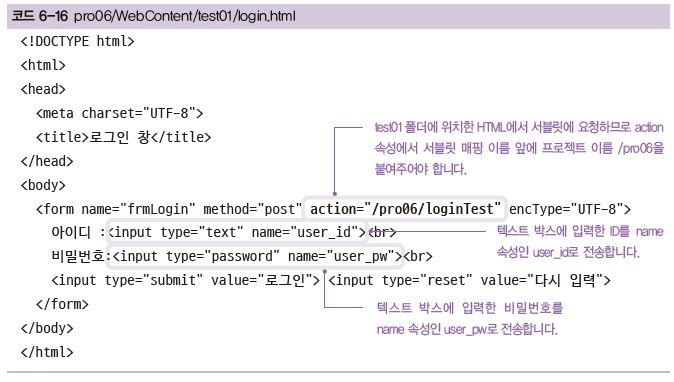 코드 6-16 pro06/WebContent/test01/login.html
<!DOCTYPE html>
<html>
<head>
<meta charset="UTF-8">
<title>로그인 창</title>
test01 폴더에 위치한 HTML에서 서블릿에 요청하므로 action
속성에서 서블릿 매핑 이름 앞에 프로젝트 이름 /pro06을
붙여주어야 합니다.
</head>
<body>
<form name="frmLogin" method="post" action="/pro06/loginTest" encType="UTF-8">
아이디 :<input type="text" name="user_id"><br>
텍스트 박스에 입력한 ID를 name
속성인 user_id로 전송합니다.
비밀번호:<input type="password" name="user_pw"><br>
<input type="submit" value="로그인"> <input type="reset" value="다시 입력">
</form>
텍스트 박스에 입력한 비밀번호를
name 속성인 user_pw로 전송합니다.
</body>
</html>